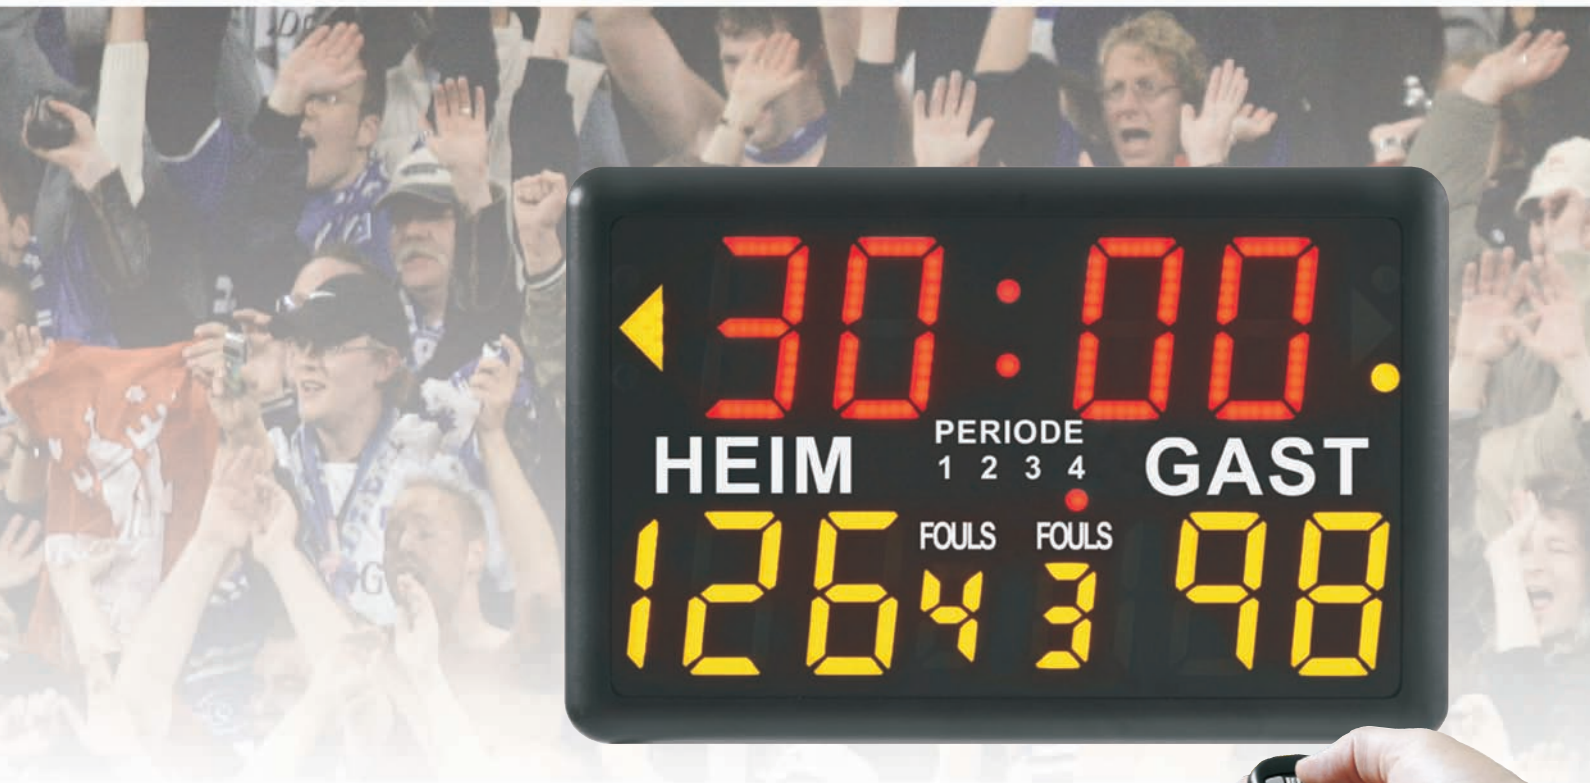 30:00
PERIODE
HEIM 1 2 3 4 GAST
FOULS FOULS
126 4 3 98